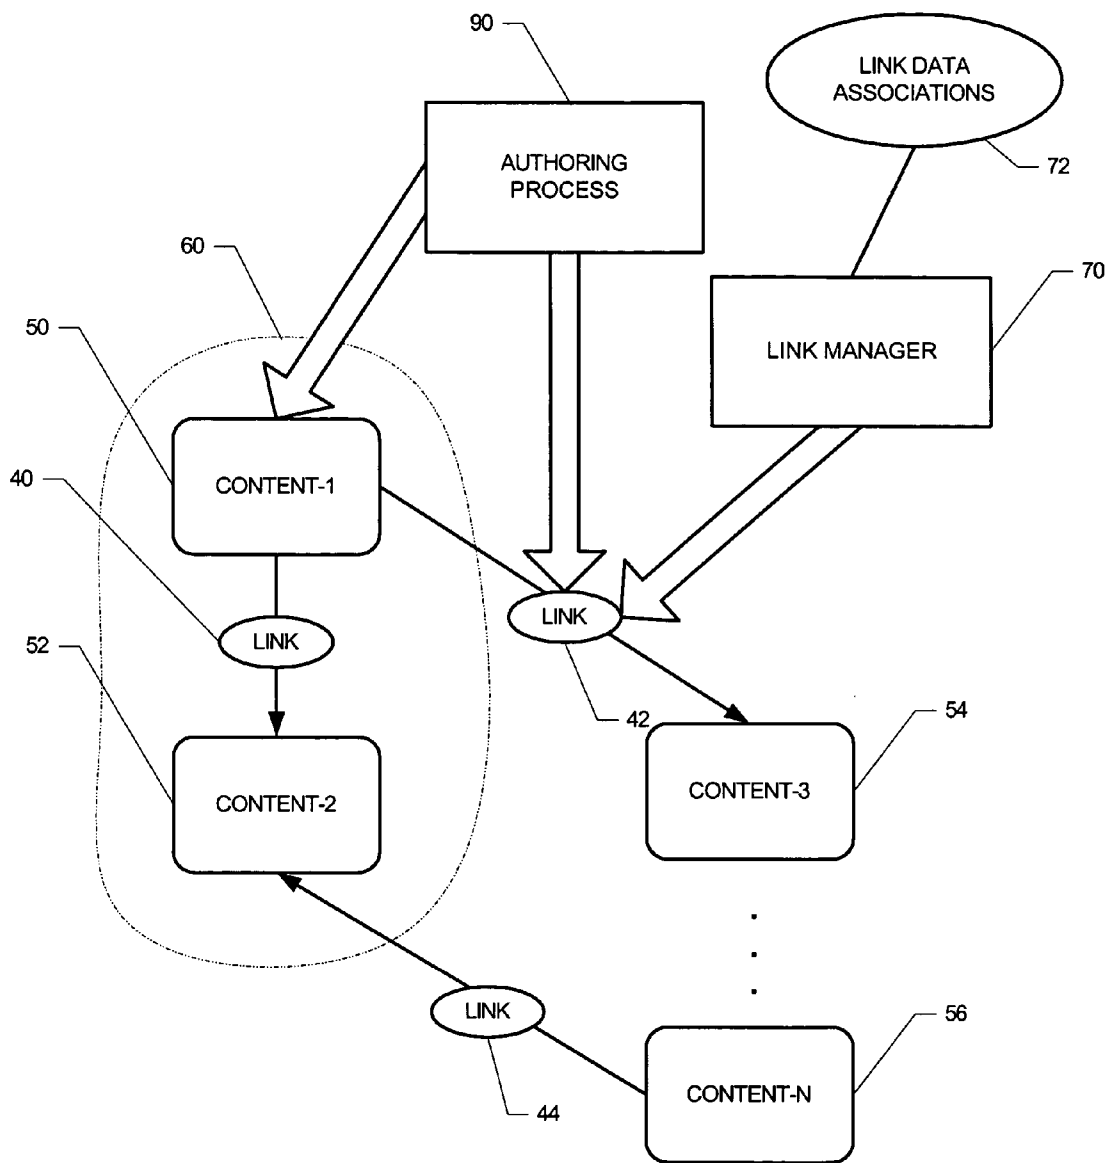 90
LINK DATA
ASSOCIATIONS
72
AUTHORING
PROCESS
60
70
50
LINK MANAGER
40
CONTENT-1
LINK
52
LINK
42
54
CONTENT-2
CONTENT-3
.
.
.
LINK
56
44
CONTENT-N